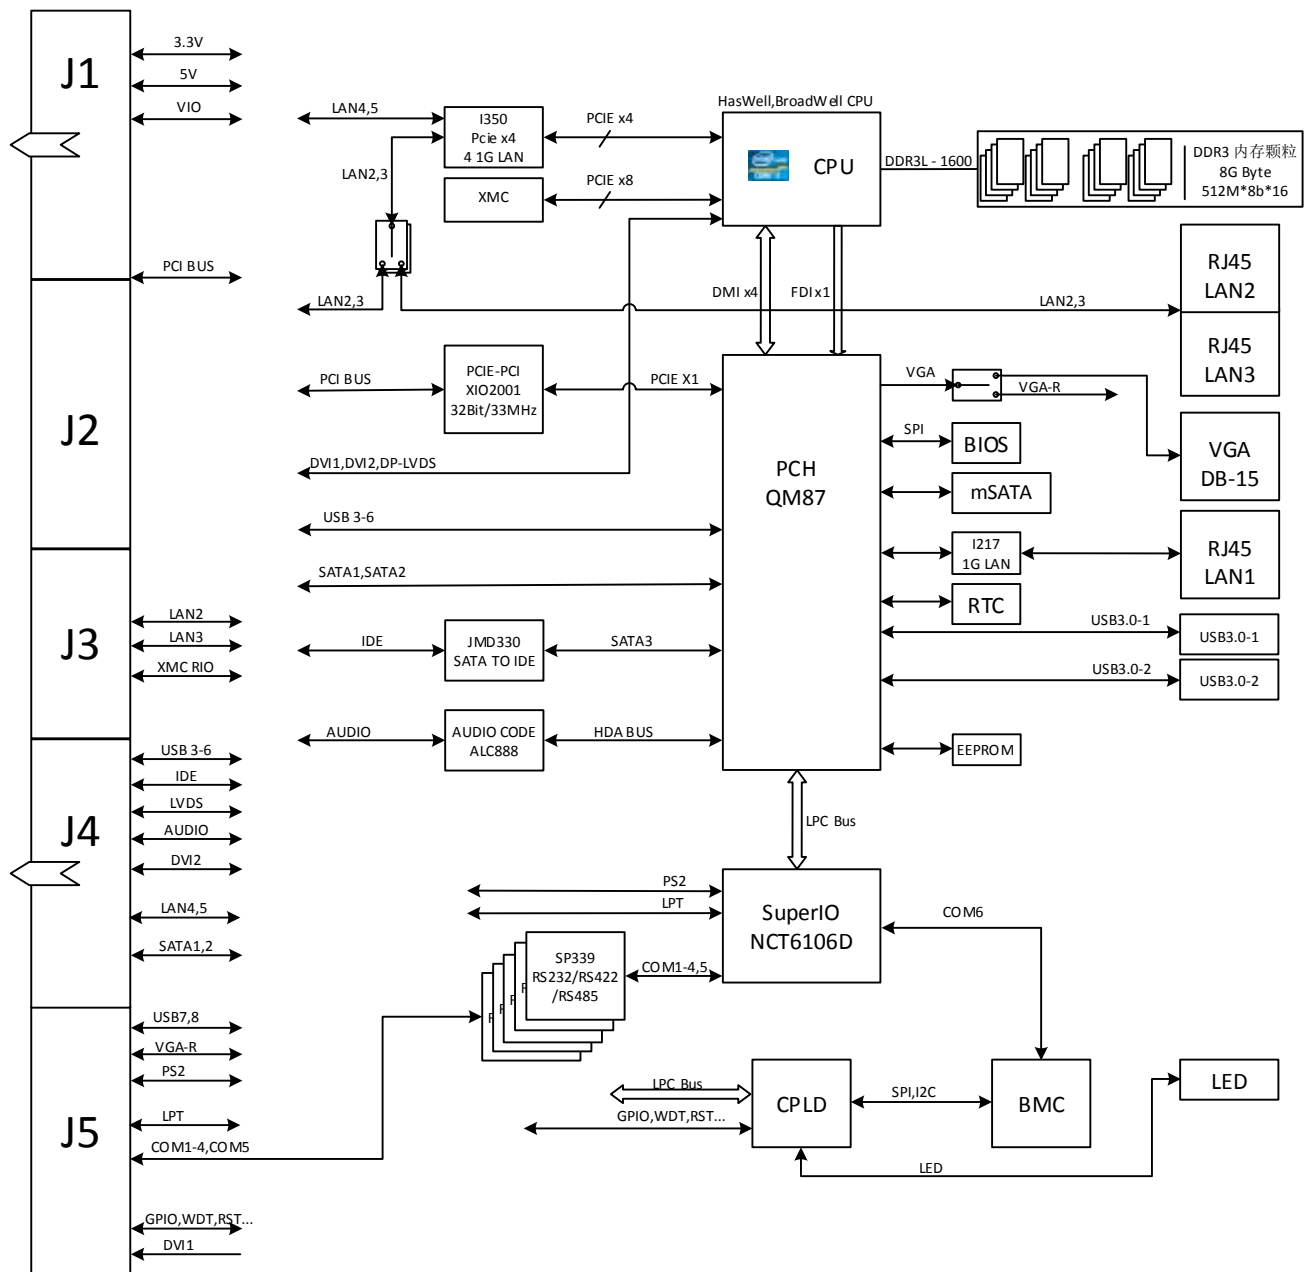 J1
3.3V
5V
VIO
PCI BUS
J2
J3
LAN2
LAN3
XMC RIO
J4
USB 3-6
IDE
LVDS
AUDIO
DVI2
LAN4,5
SATA1,2
J5
USB7,8
VGA-R
PS2
LPT
COM1-4,COM5
GPIO,WDT,RST...
DVI1
LAN4,5
I350
Pcie x4
4 1G LAN
PCIE x4
LAN2,3
XMC
PCIE x8
HasWell,BroadWell CPU
CPU
DDR3L - 1600
DDR3 内存颗粒
8G Byte
512M*8b*16
LAN2,3
DMI x4
FDI x1
LAN2,3
RJ45
LAN2
RJ45
LAN3
PCI BUS
PCIE-PCI
XIO2001
32Bit/33MHz
PCIE X1
DVI1,DVI2,DP-LVDS
USB 3-6
SATA1,SATA2
IDE
JMD330
SATA TO IDE
SATA3
AUDIO
AUDIO CODE
ALC888
HDA BUS
PCH
QM87
VGA
VGA-R
SPI
BIOS
mSATA
VGA
DB-15
I217
1G LAN
RJ45
LAN1
RTC
USB3.0-1
USB3.0-1
USB3.0-2
USB3.0-2
EEPROM
LPC Bus
PS2
LPT
SuperIO
NCT6106D
COM6
SP339
RS232/RS422
/RS485
R
R
R
R
COM1-4,5
LPC Bus
GPIO,WDT,RST...
CPLD
SPI,I2C
BMC
LED
LED